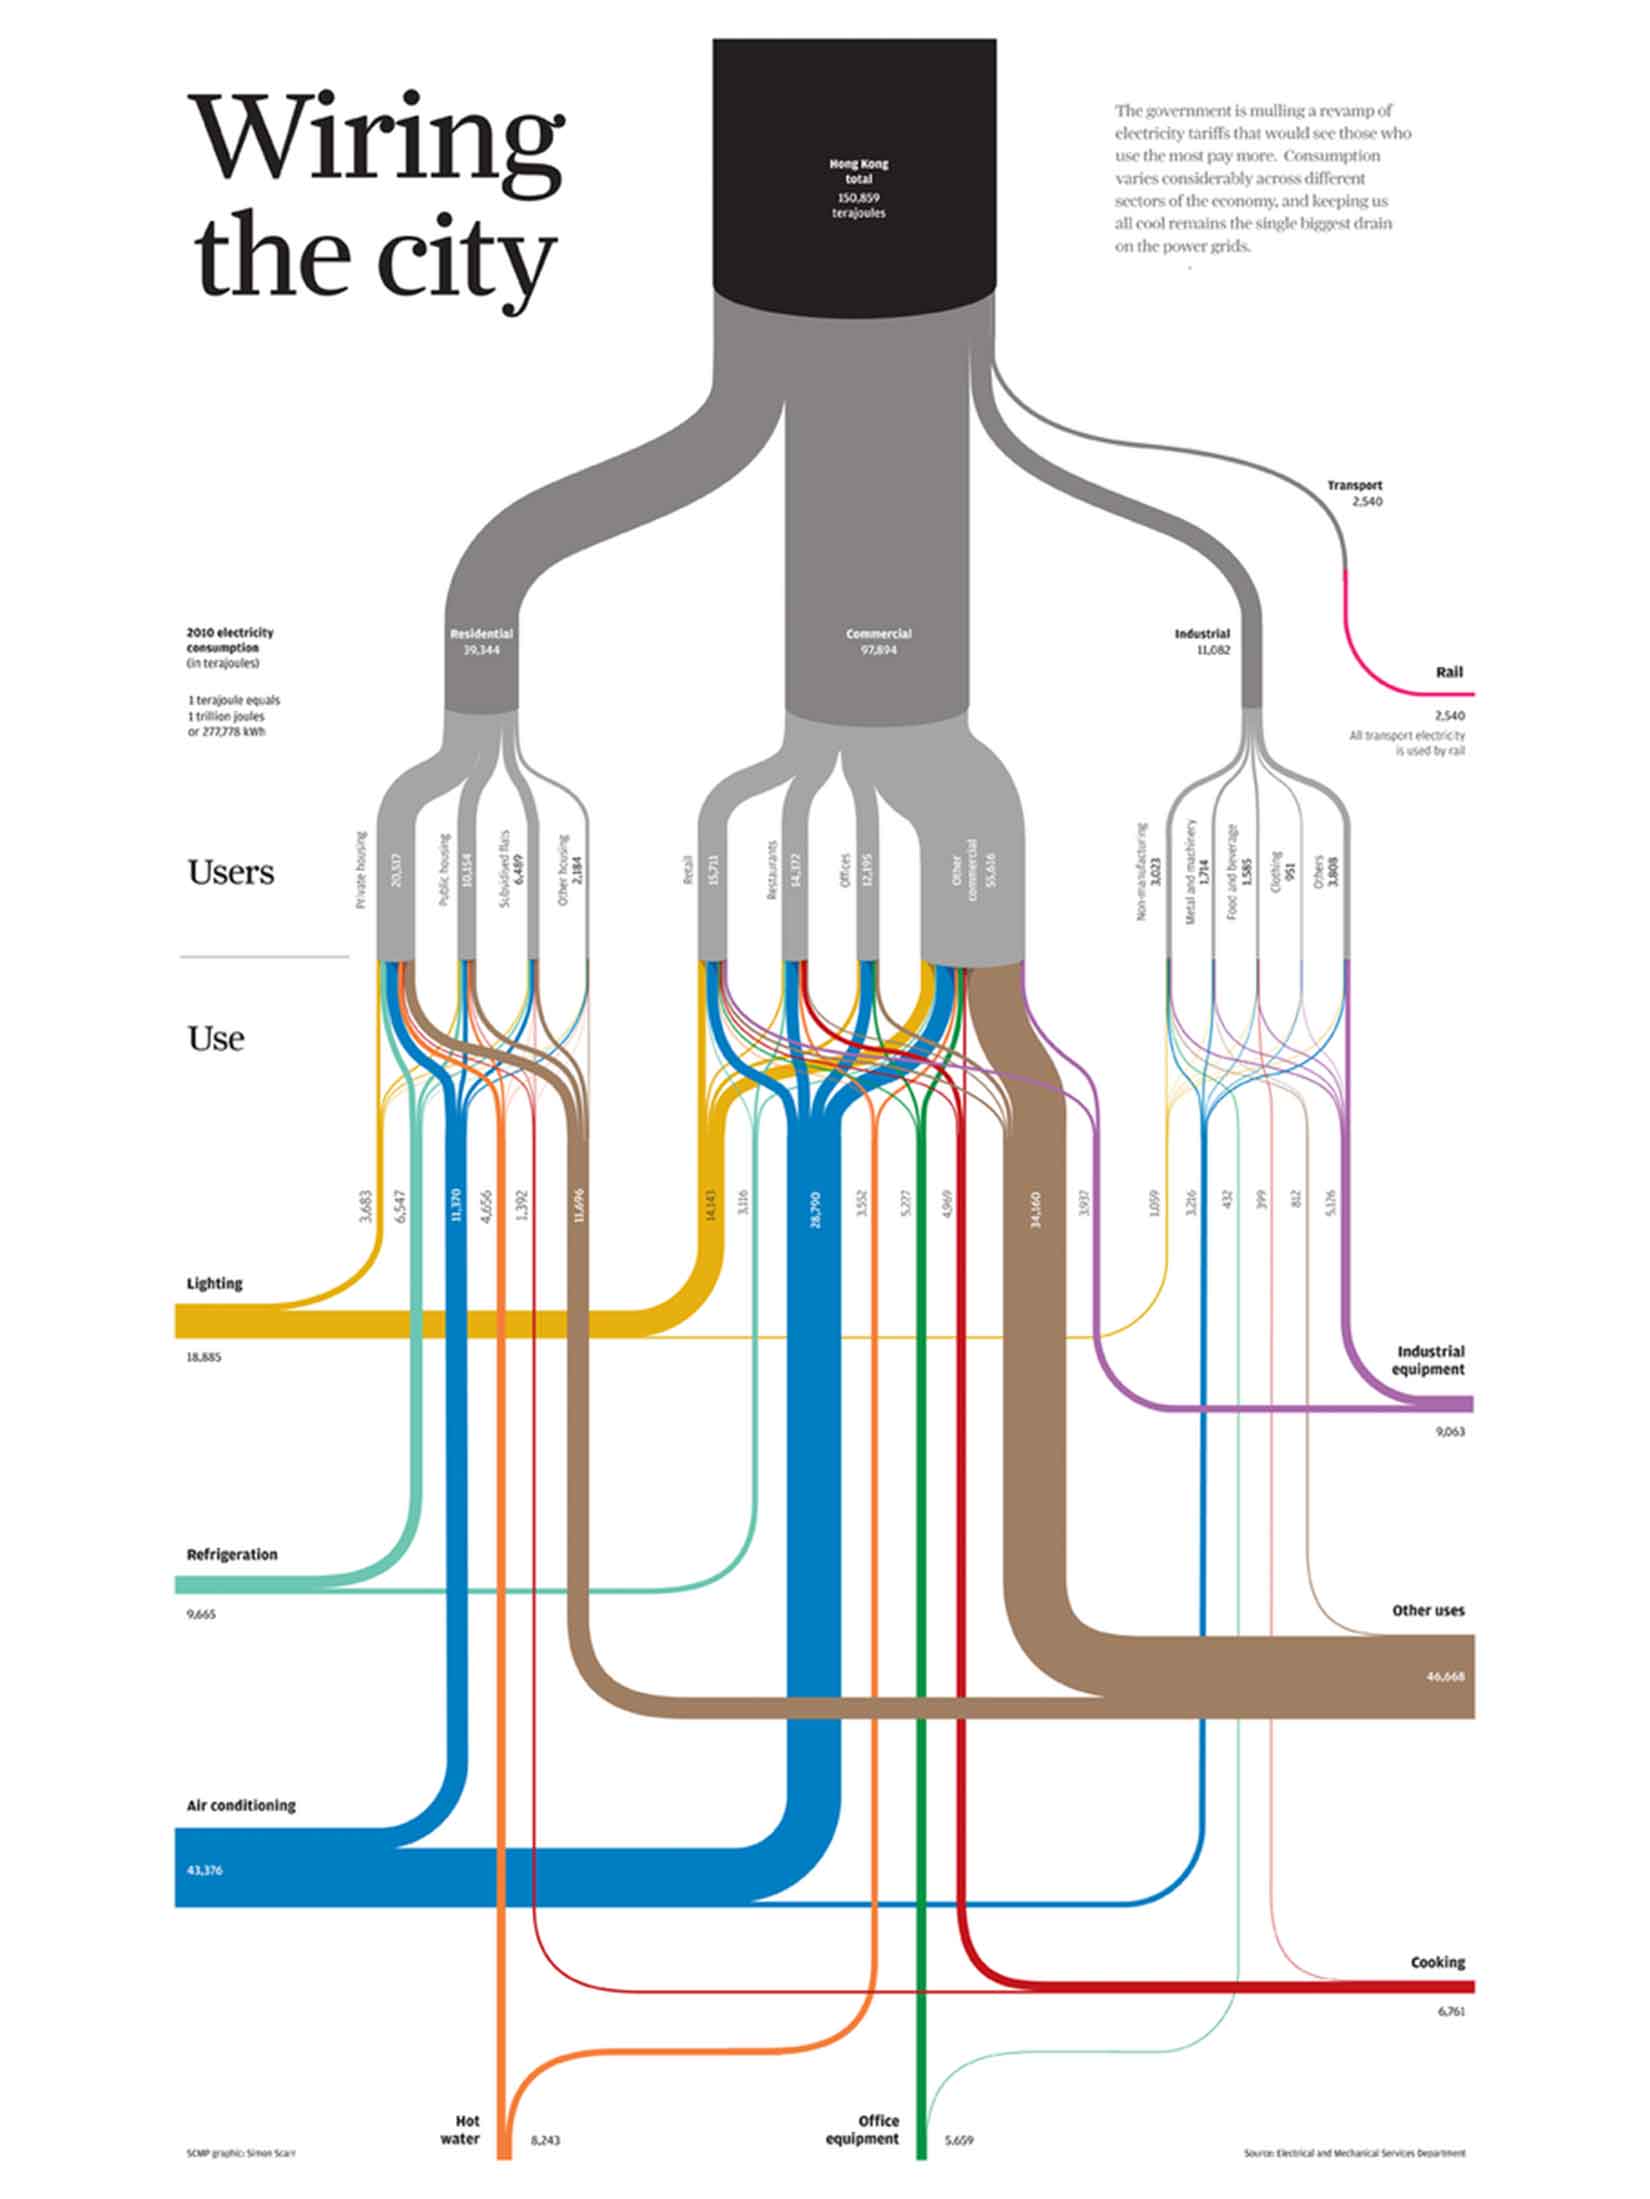 Wiring
the city
Hong Kong
total
150,859
terajoules
The government is mulling a revamp of
electricity tariffs that would see those who
use the most pay more. Consumption
varies considerably across different
sectors of the economy, and keeping us
all cool remains the single biggest drain
on the power grids.
Transport
2,540
2010 electricity
consumption
(in terajoules)
1 terajoule equals
1 trillion joules
or 277,778 kWh
Residential
39,344
Commercial
97,894
Industrial
11,082
Rail
2,540
All transport electricity
is used by rail
Users
Private housing
20,517
Public housing
10,154
Subsidised flats
6,489
Other housing
2,184
Retail
15,711
Restaurants
14,372
Offices
12,195
Other
commercial
55,616
Non-manufacturing
3,023
Metal and machinery
1,714
Food and beverage
1,585
Clothing
951
Others
3,808
Use
3,683
6,547
11,370
4,656
1,392
11,696
14,143
3,116
28,790
3,552
5,227
4,969
34,160
3,937
1,059
3,216
432
399
812
5,126
Lighting
18,885
Industrial
equipment
9,063
Refrigeration
9,665
Other uses
46,668
Air conditioning
43,376
Cooking
6,761
Hot
water
8,243
Office
equipment
5,659
SCMP graphic: Simon Scarr
Source: Electrical and Mechanical Services Department